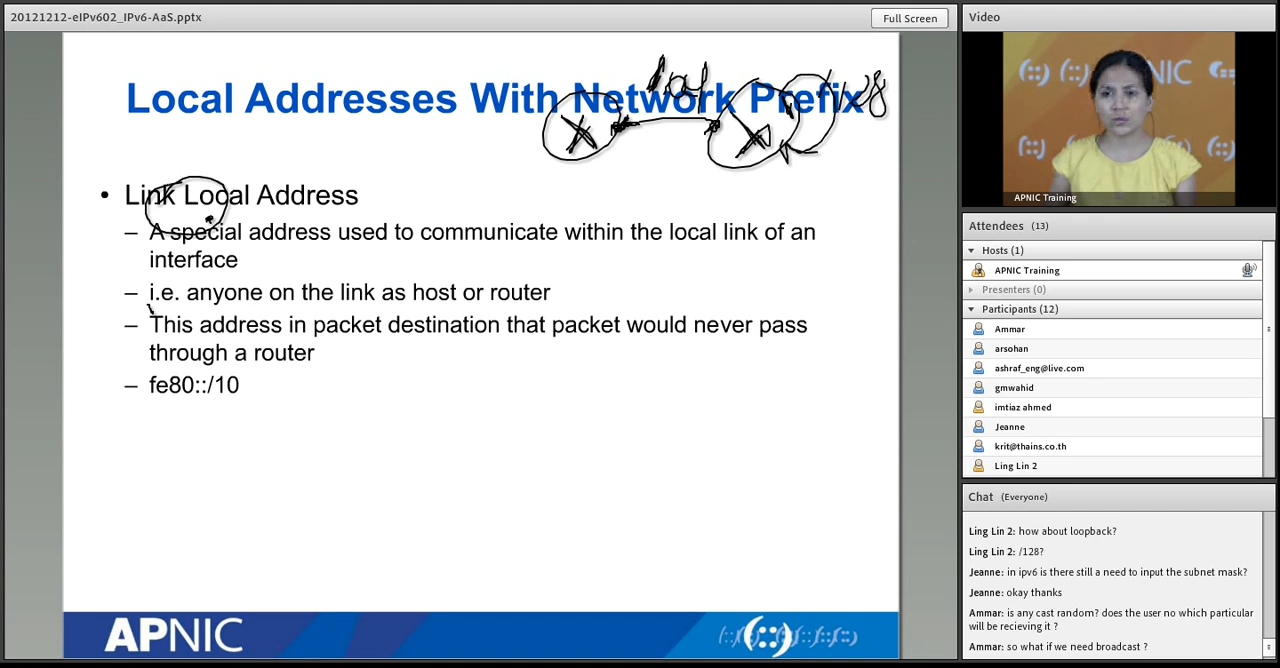 20121212-eIPv602_IPv6-AaS.pptx
Full Screen
Local Addresses With Network Prefix
• Link Local Address
– A special address used to communicate within the local link of an
interface
– i.e. anyone on the link as host or router
– This address in packet destination that packet would never pass
through a router
– fe80::/10
APNIC
Video
APNIC Training
Attendees (13)
Hosts (1)
APNIC Training
Presenters (0)
Participants (12)
Ammar
arsohan
ashraf_eng@live.com
gmwahid
imtiaz ahmed
Jeanne
krit@thains.co.th
Ling Lin 2
Chat (Everyone)
Ling Lin 2: how about loopback?
Ling Lin 2: /128?
Jeanne: in ipv6 is there still a need to input the subnet mask?
Jeanne: okay thanks
Ammar: is any cast random? does the user no which particular
will be recieving it ?
Ammar: so what if we need broadcast ?